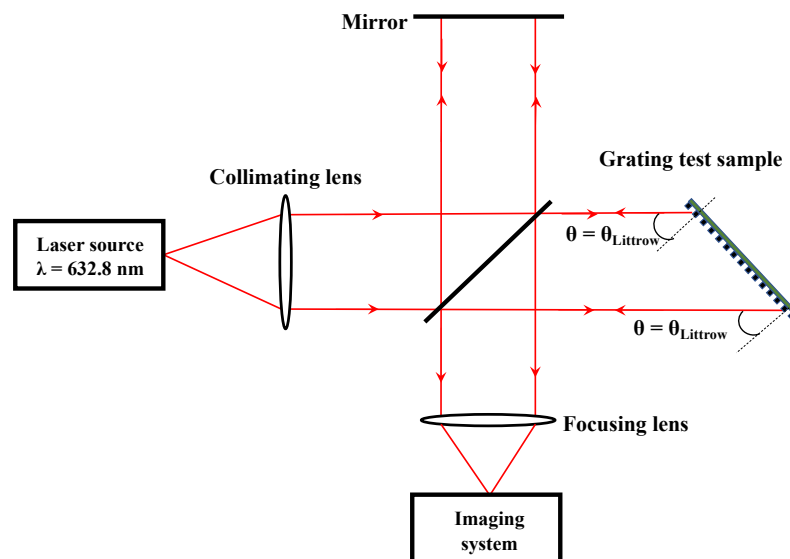 Mirror
Grating test sample
Collimating lens
Laser source
λ = 632.8 nm
θ = θLittrow
θ = θLittrow
Focusing lens
Imaging
system